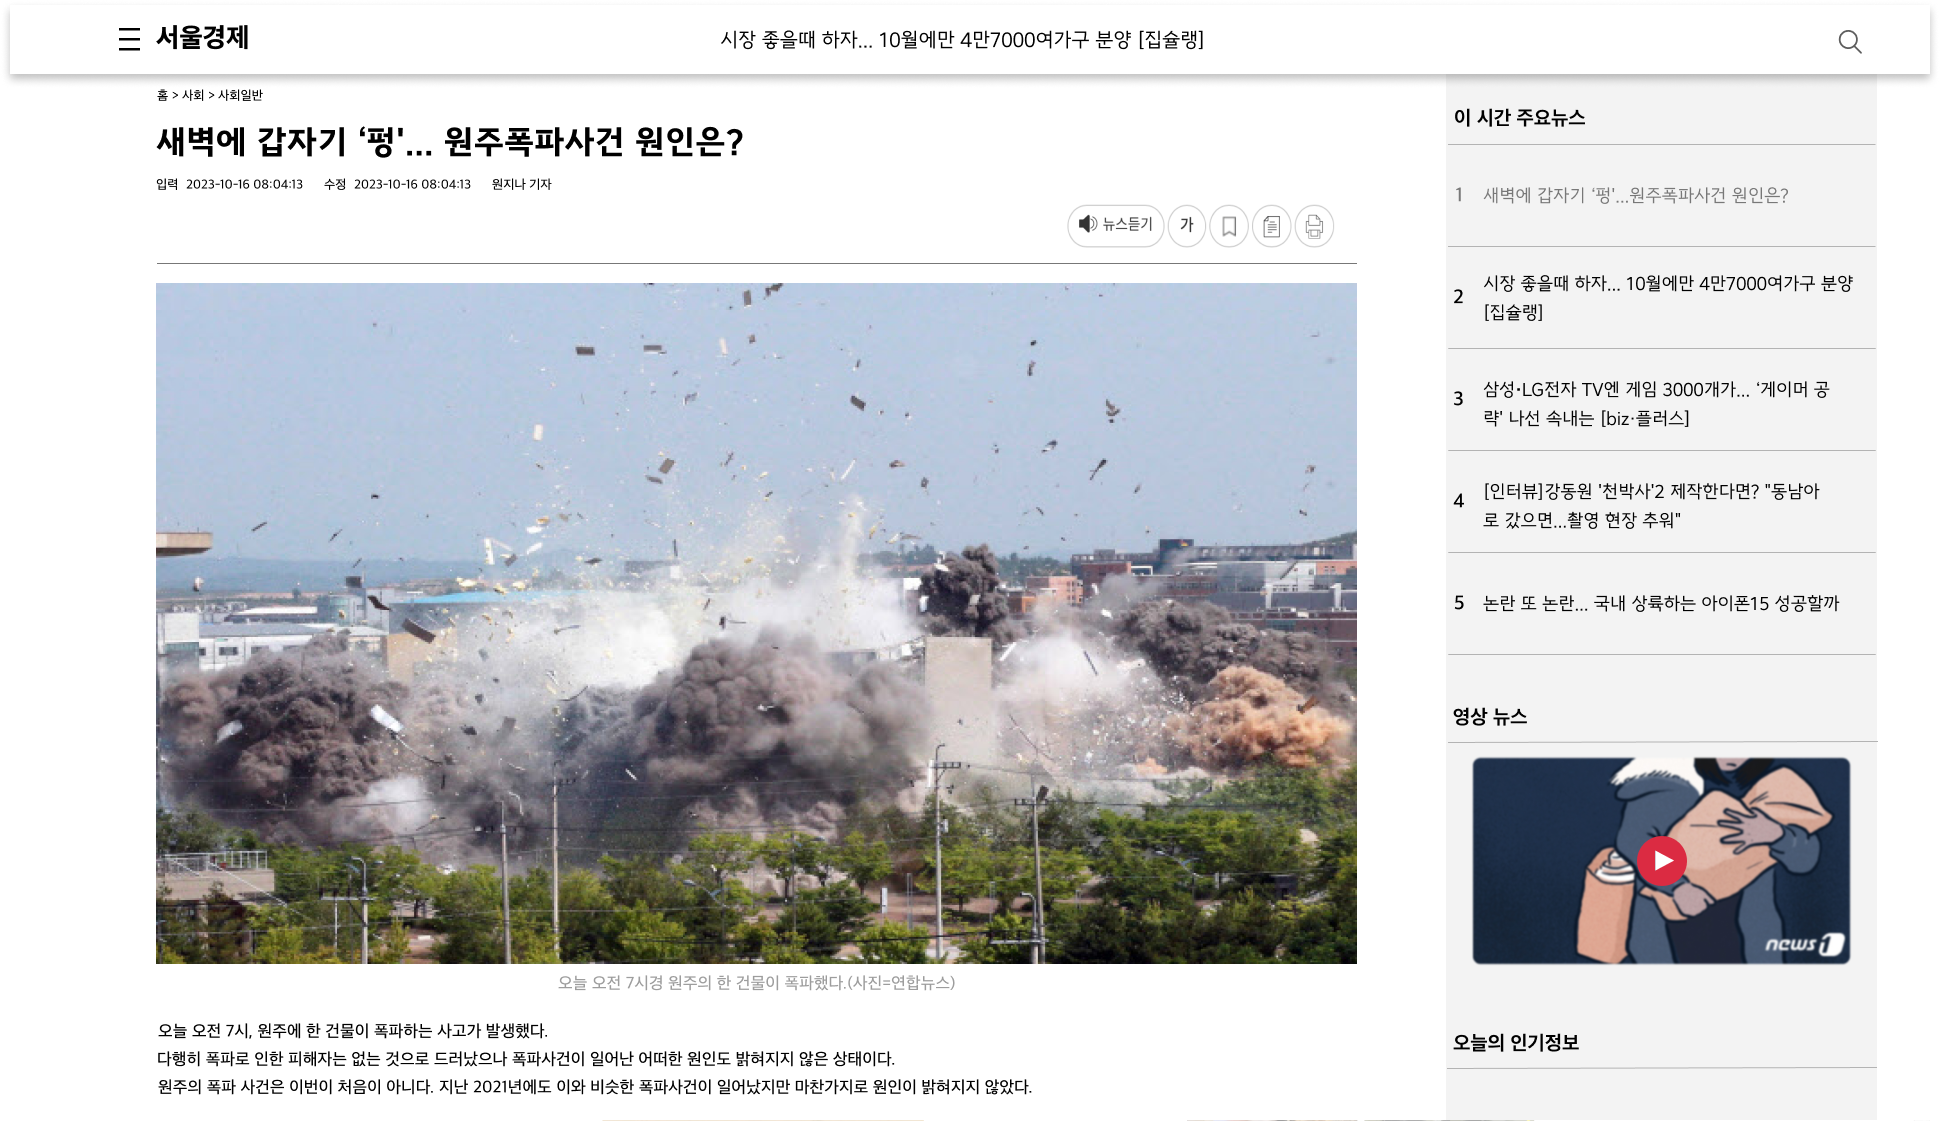 서울경제
시장 좋을때 하자... 10월에만 4만7000여가구 분양 [집슐랭]
홈 > 사회 > 사회일반
새벽에 갑자기 ‘펑'... 원주폭파사건 원인은?
입력 2023-10-16 08:04:13 수정 2023-10-16 08:04:13 원지나 기자
뉴스듣기 가
오늘 오전 7시경 원주의 한 건물이 폭파했다.(사진=연합뉴스)
오늘 오전 7시, 원주에 한 건물이 폭파하는 사고가 발생했다.
다행히 폭파로 인한 피해자는 없는 것으로 드러났으나 폭파사건이 일어난 어떠한 원인도 밝혀지지 않은 상태이다.
원주의 폭파 사건은 이번이 처음이 아니다. 지난 2021년에도 이와 비슷한 폭파사건이 일어났지만 마찬가지로 원인이 밝혀지지 않았다.
이 시간 주요뉴스
1 새벽에 갑자기 ‘펑'...원주폭파사건 원인은?
2 시장 좋을때 하자... 10월에만 4만7000여가구 분양
[집슐랭]
3 삼성·LG전자 TV엔 게임 3000개가... ‘게이머 공
략' 나선 속내는 [biz·플러스]
4 [인터뷰]강동원 '천박사'2 제작한다면? "동남아
로 갔으면...촬영 현장 추워"
5 논란 또 논란... 국내 상륙하는 아이폰15 성공할까
영상 뉴스
news1
오늘의 인기정보